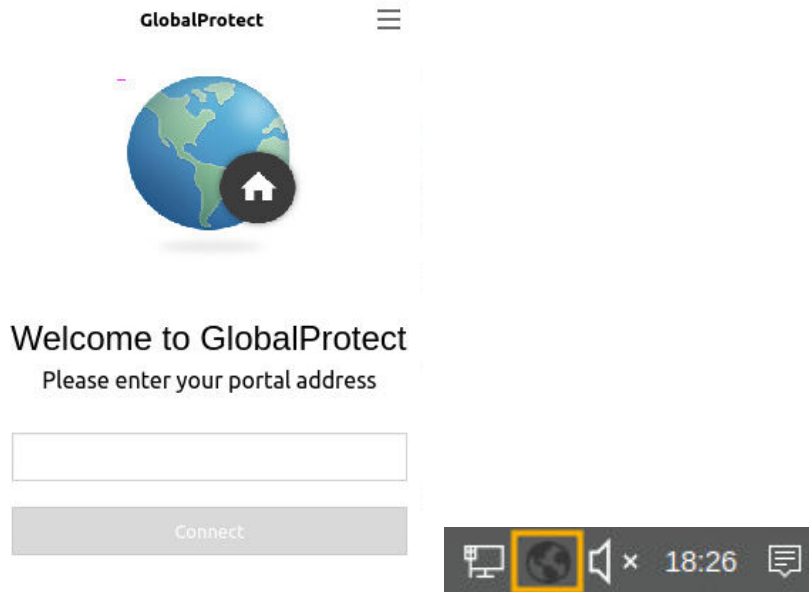 GlobalProtect
Welcome to GlobalProtect
Please enter your portal address
Connect
18:26